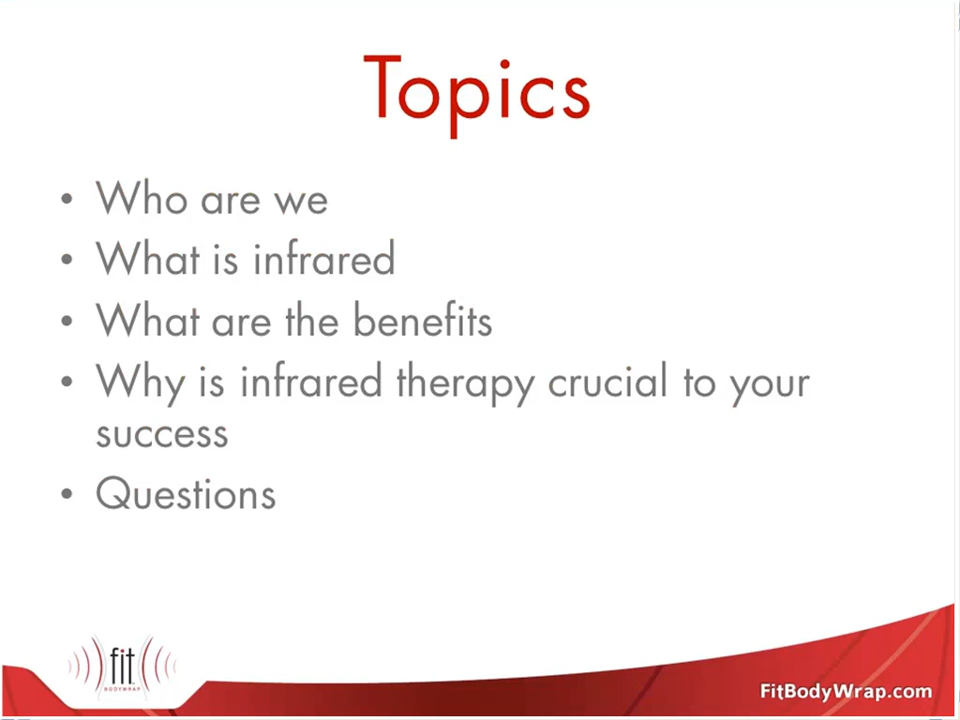 Topics
• Who are we
• What is infrared
• What are the benefits
• Why is infrared therapy crucial to your
success
• Questions
fit
BODYWRAP
FitBodyWrap.com